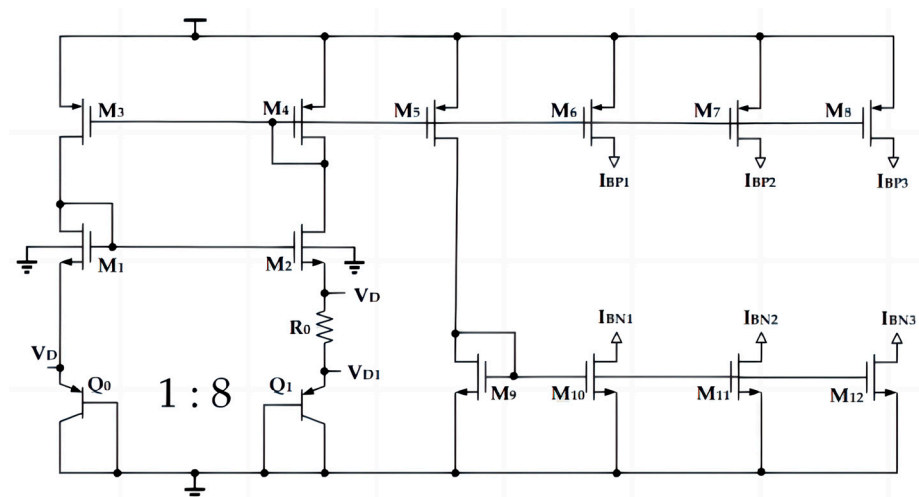 M3
M4
M5
M6
M7
M8
IBP1
IBP2
IBP3
M1
M2
VD
R0
IBN1
IBN2
IBN3
VD
VD1
Q0
1 : 8
Q1
M9
M10
M11
M12